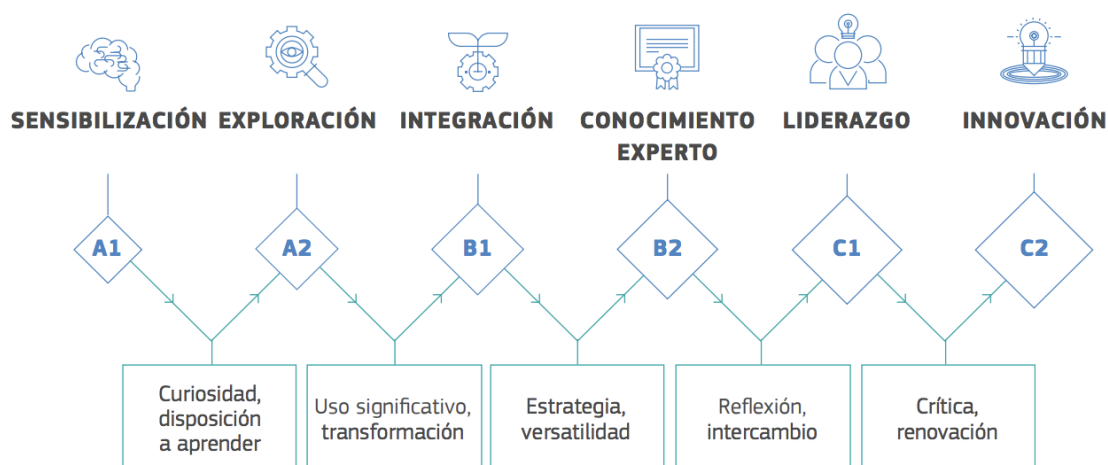 SENSIBILIZACIÓN EXPLORACIÓN INTEGRACIÓN CONOCIMIENTO EXPERTO LIDERAZGO INNOVACIÓN
A1 A2 B1 B2 C1 C2
Curiosidad,
disposición
a aprender
Uso significativo,
transformación
Estrategia,
versatilidad
Reflexión,
intercambio
Crítica,
renovación